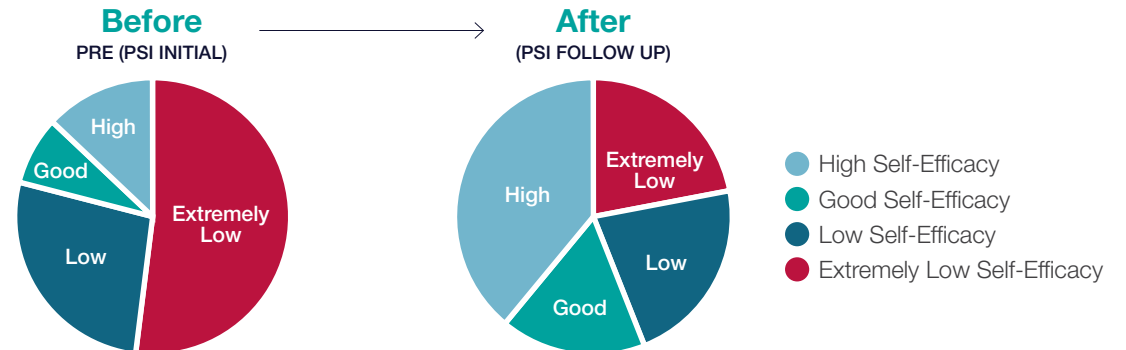 Before
PRE (PSI INITIAL)
After
(PSI FOLLOW UP)
High
Good
Low
Extremely
Low
High
Extremely
Low
Low
Good
High Self-Efficacy
Good Self-Efficacy
Low Self-Efficacy
Extremely Low Self-Efficacy